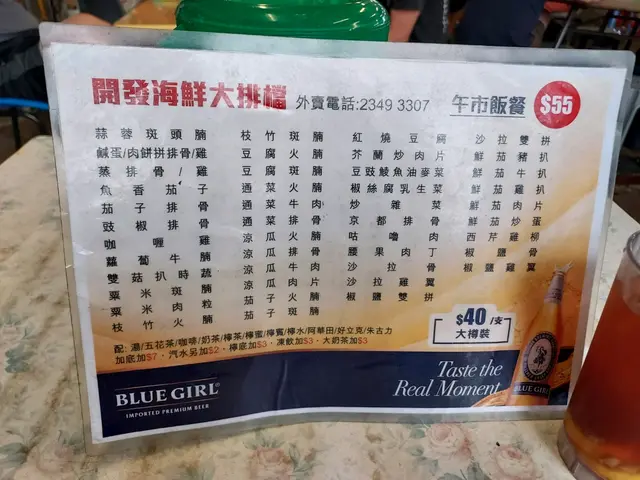 開發海鮮大排檔 外賣電話:2349 3307 午市飯餐 $55
蒜蓉斑頭腩
鹹蛋/肉餅拼排骨/雞
蒸排骨/雞
魚香茄子
茄子排骨
豉椒排骨
咖喱雞
蘿蔔牛腩
雙菇扒時蔬
粟米斑腩
粟米肉粒
枝竹火腩
枝竹斑腩
豆腐火腩
豆腐斑腩
通菜火腩
通菜牛肉
通菜排骨
涼瓜火腩
涼瓜排骨
涼瓜牛肉
涼瓜肉片
茄子火腩
茄子斑腩
紅燒豆腐
芥蘭炒肉片
豆豉鯪魚油麥菜
椒絲腐乳生菜
炒雜菜
京都排骨
咕嚕肉
腰果肉丁
沙拉骨
沙拉雞翼
椒鹽雙拼
沙拉雙拼
鮮茄豬扒
鮮茄牛扒
鮮茄雞扒
鮮茄肉片
鮮茄炒蛋
西芹雞柳
椒鹽骨
椒鹽雞翼
配:湯/五花茶/咖啡/奶茶/檸茶/檸蜜/檸賓/檸水/阿華田/好立克/朱古力
加底加$7﹐汽水另加$2﹐檸底加$3﹐凍飲加$3﹐大奶茶加$3
$40/支
大樽裝
BLUE GIRL®
IMPORTED PREMIUM BEER
Taste the
Real Moment